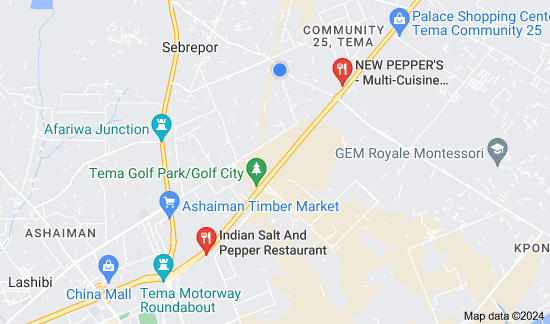 COMMUNITY
25, TEMA
Palace Shopping Cente
Tema Community 25
Sebrepor
NEW PEPPER'S
- Multi-Cuisine...
Afariwa Junction
GEM Royale Montessori
Tema Golf Park/Golf City
Ashaiman Timber Market
ASHAIMAN
Indian Salt And
Pepper Restaurant
KPON
Lashibi
China Mall
Tema Motorway
Roundabout
Map data ©2024